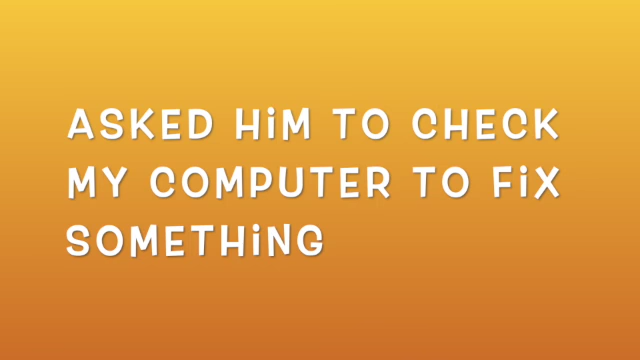 ASKED HiM TO CHECK
MY COMPUTER TO FiX
SOMETHiNG